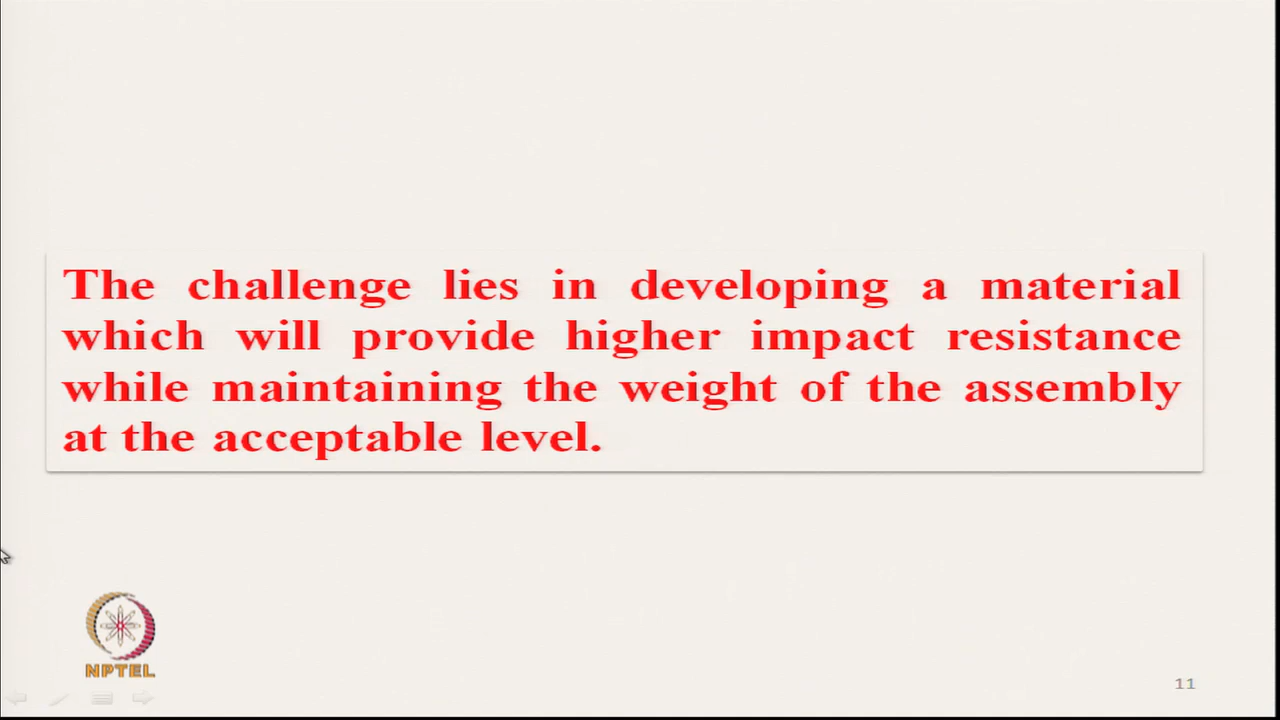 The challenge lies in developing a material
which will provide higher impact resistance
while maintaining the weight of the assembly
at the acceptable level.
NPTEL
11